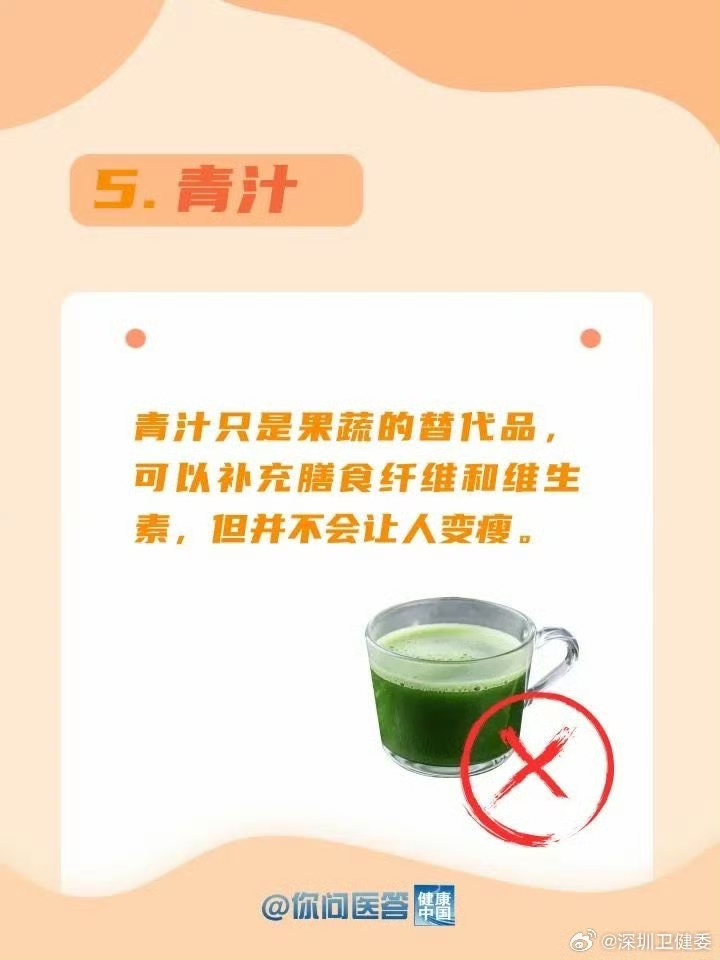 5.青汁
青汁只是果蔬的替代品，
可以补充膳食纤维和维生
素，但并不会让人变瘦。
@你问医答 健康
中国
@深圳卫健委